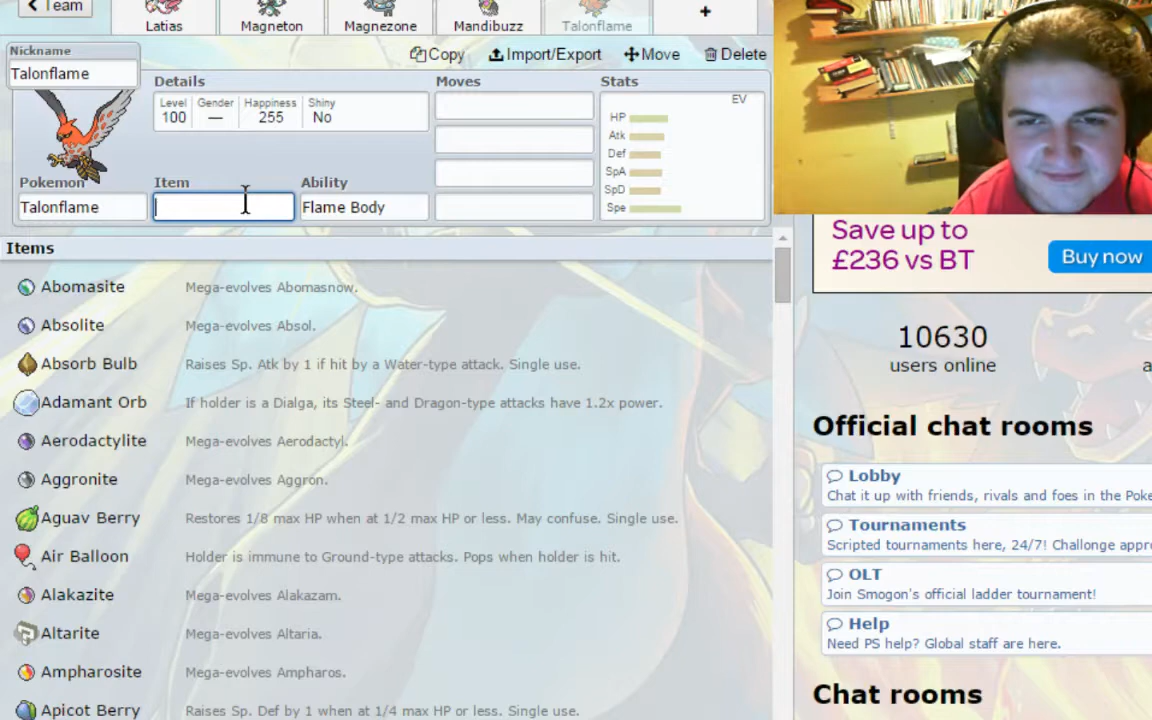 Team
Latias
Magneton
Magnezone
Mandibuzz
Talonflame
+
Nickname
Talonflame
Copy
Import/Export
Move
Delete
Details
Moves
Stats
Level
Gender
Happiness
Shiny
100
—
255
No
EV
HP
Atk
Def
SpA
SpD
Spe
Pokemon
Item
Ability
Talonflame
Flame Body
Items
Abomasite Mega-evolves Abomasnow.
Absolite Mega-evolves Absol.
Absorb Bulb Raises Sp. Atk by 1 if hit by a Water-type attack. Single use.
Adamant Orb If holder is a Dialga, its Steel- and Dragon-type attacks have 1.2x power.
Aerodactylite Mega-evolves Aerodactyl.
Aggronite Mega-evolves Aggron.
Aguav Berry Restores 1/8 max HP when at 1/2 max HP or less. May confuse. Single use.
Air Balloon Holder is immune to Ground-type attacks. Pops when holder is hit.
Alakazite Mega-evolves Alakazam.
Altarite Mega-evolves Altaria.
Ampharosite Mega-evolves Ampharos.
Apicot Berry Raises Sp. Def by 1 when at 1/4 max HP or less. Single use.
Save up to
£236 vs BT
Buy now
10630
users online
a
Official chat rooms
Lobby
Chat it up with friends, rivals and foes in the Poke
Tournaments
Scripted tournaments here, 24/7! Challonge appro
OLT
Join Smogon's official ladder tournament!
Help
Need PS help? Global staff are here.
Chat rooms